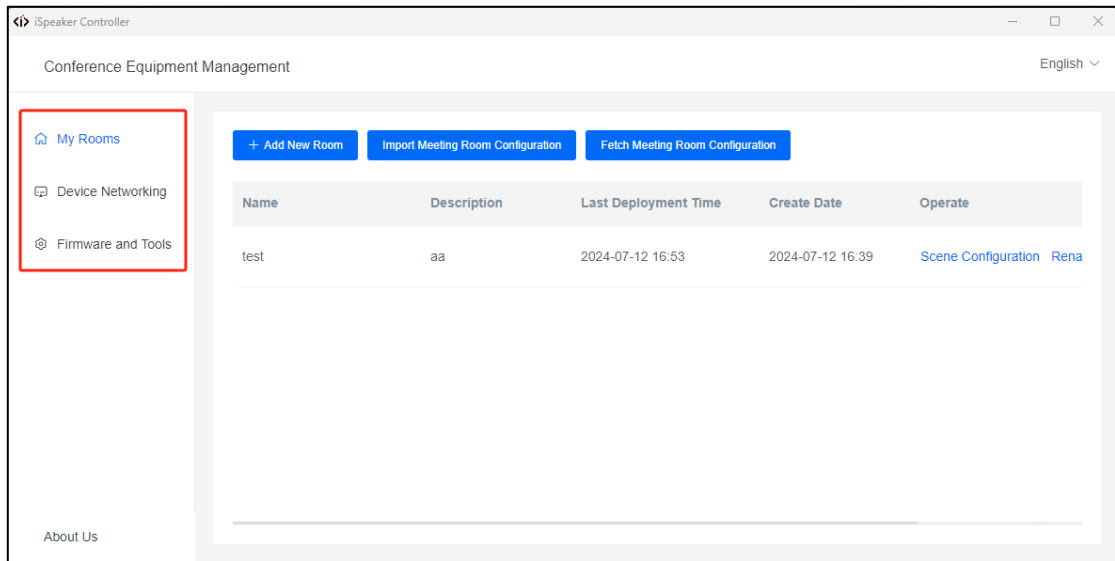 iSpeaker Controller
Conference Equipment Management
English
My Rooms
Device Networking
Firmware and Tools
About Us
+ Add New Room
Import Meeting Room Configuration
Fetch Meeting Room Configuration
Name Description Last Deployment Time Create Date Operate
test aa 2024-07-12 16:53 2024-07-12 16:39 Scene Configuration Rena